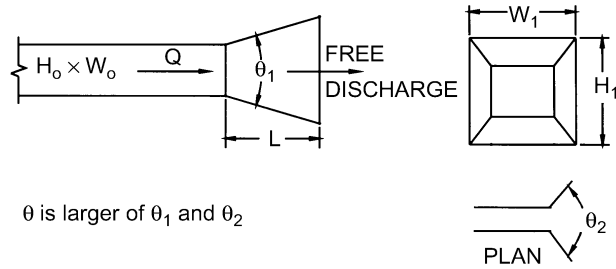 H₀ × W₀
Q
θ₁
FREE
DISCHARGE
L
W₁
H₁
θ is larger of θ₁ and θ₂
θ₂
PLAN